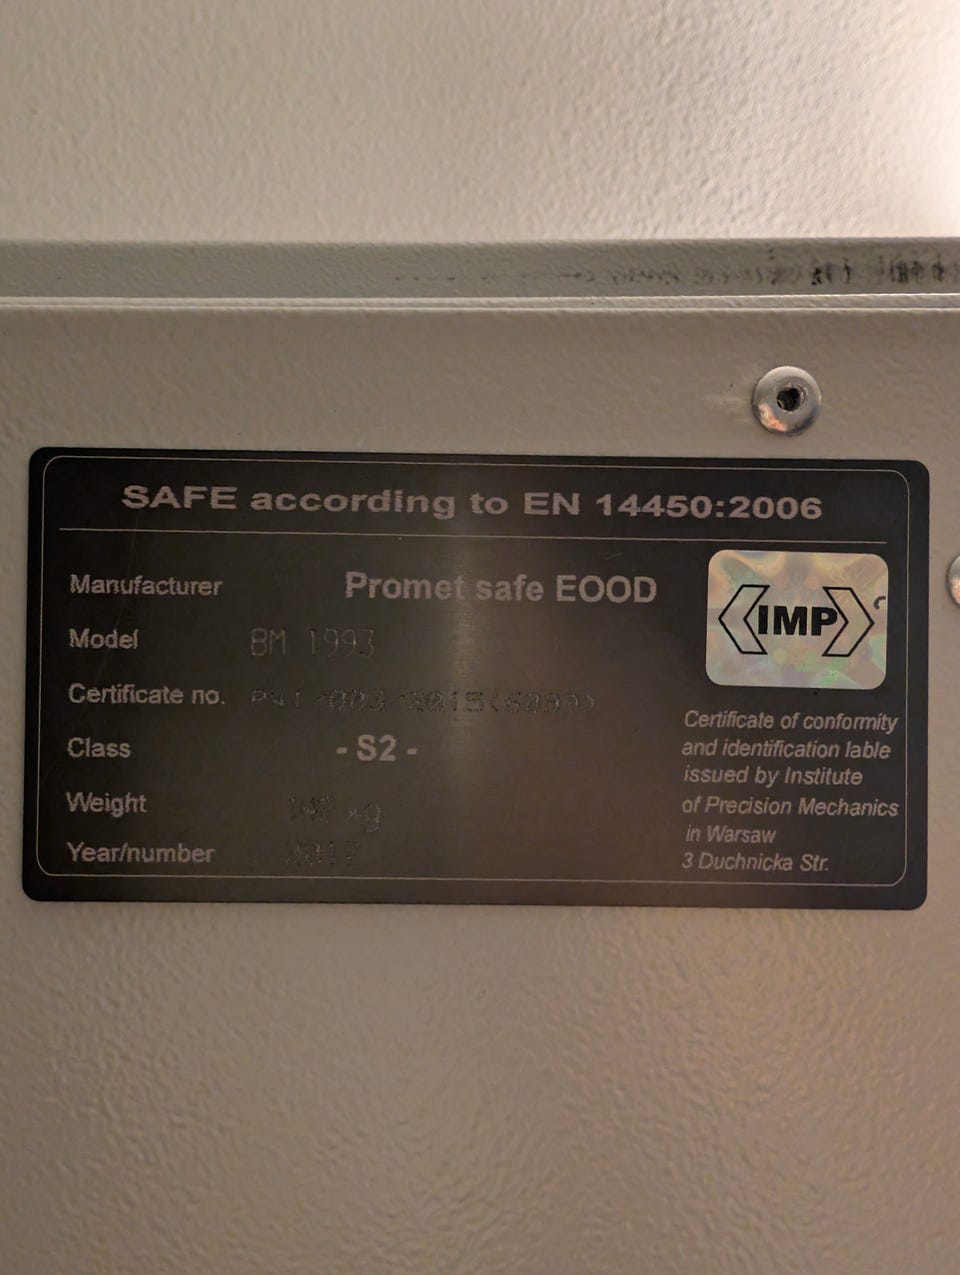 SAFE according to EN 14450:2006
Manufacturer Promet safe EOOD
Model BM 1993
Certificate no.
Class - S2 -
Weight kg
Year/number 2017
IMP
Certificate of conformity
and identification lable
issued by Institute
of Precision Mechanics
in Warsaw
3 Duchnicka Str.